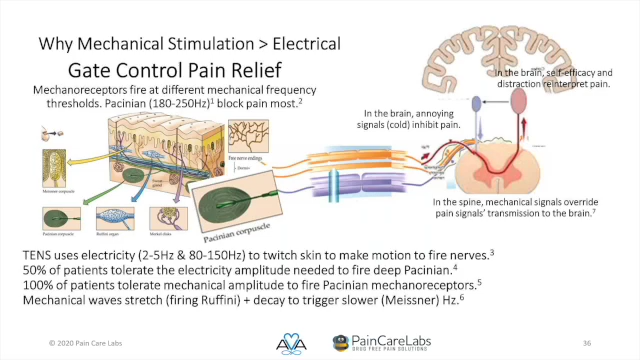 Why Mechanical Stimulation > Electrical
Gate Control Pain Relief
Mechanoreceptors fire at different mechanical frequency
thresholds. Pacinian (180-250Hz)¹ block pain most.²
In the brain, self-efficacy and
distraction reinterpret pain.
In the brain, annoying
signals (cold) inhibit pain.
Free nerve endings
Meissner corpuscle
Pacinian corpuscle
Ruffini organ
Merkel disks
Pacinian corpuscle
In the spine, mechanical signals override
pain signals' transmission to the brain.⁷
TENS uses electricity (2-5Hz & 80-150Hz) to twitch skin to make motion to fire nerves.³
50% of patients tolerate the electricity amplitude needed to fire deep Pacinian.⁴
100% of patients tolerate mechanical amplitude to fire Pacinian mechanoreceptors.⁵
Mechanical waves stretch (firing Ruffini) + decay to trigger slower (Meissner) Hz.⁶
© 2020 Pain Care Labs
AVA
PainCareLabs
DRUG FREE PAIN SOLUTIONS
36